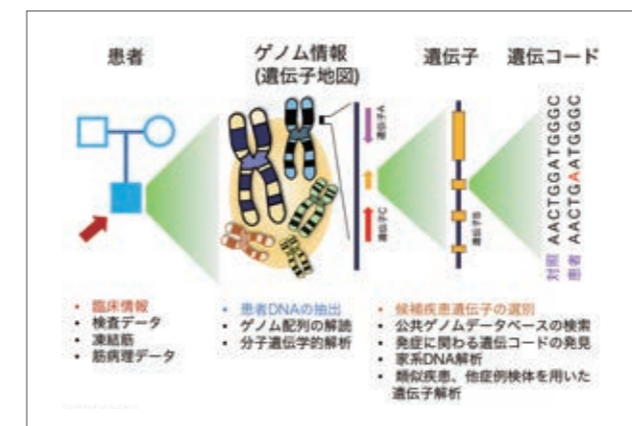 患者
ゲノム情報
(遺伝子地図)
遺伝子
遺伝コード
遺伝子A
遺伝子C
遺伝子B
対照 AACTGGATGGGC
患者 AACTGAATGGGC
• 臨床情報
• 検査データ
• 凍結筋
• 筋病理データ
• 患者DNAの抽出
• ゲノム配列の解読
• 分子遺伝学的解析
• 候補疾患遺伝子の選別
• 公共ゲノムデータベースの検索
• 発症に関わる遺伝コードの発見
• 家系DNA解析
• 類似疾患、他症例検体を用いた
遺伝子解析